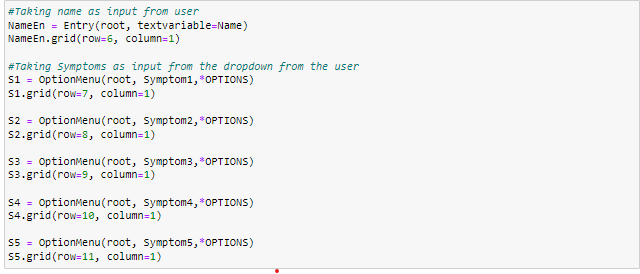 #Taking name as input from user
NameEn = Entry(root, textvariable=Name)
NameEn.grid(row=6, column=1)
#Taking Symptoms as input from the dropdown from the user
S1 = OptionMenu(root, Symptom1,*OPTIONS)
S1.grid(row=7, column=1)
S2 = OptionMenu(root, Symptom2,*OPTIONS)
S2.grid(row=8, column=1)
S3 = OptionMenu(root, Symptom3,*OPTIONS)
S3.grid(row=9, column=1)
S4 = OptionMenu(root, Symptom4,*OPTIONS)
S4.grid(row=10, column=1)
S5 = OptionMenu(root, Symptom5,*OPTIONS)
S5.grid(row=11, column=1)